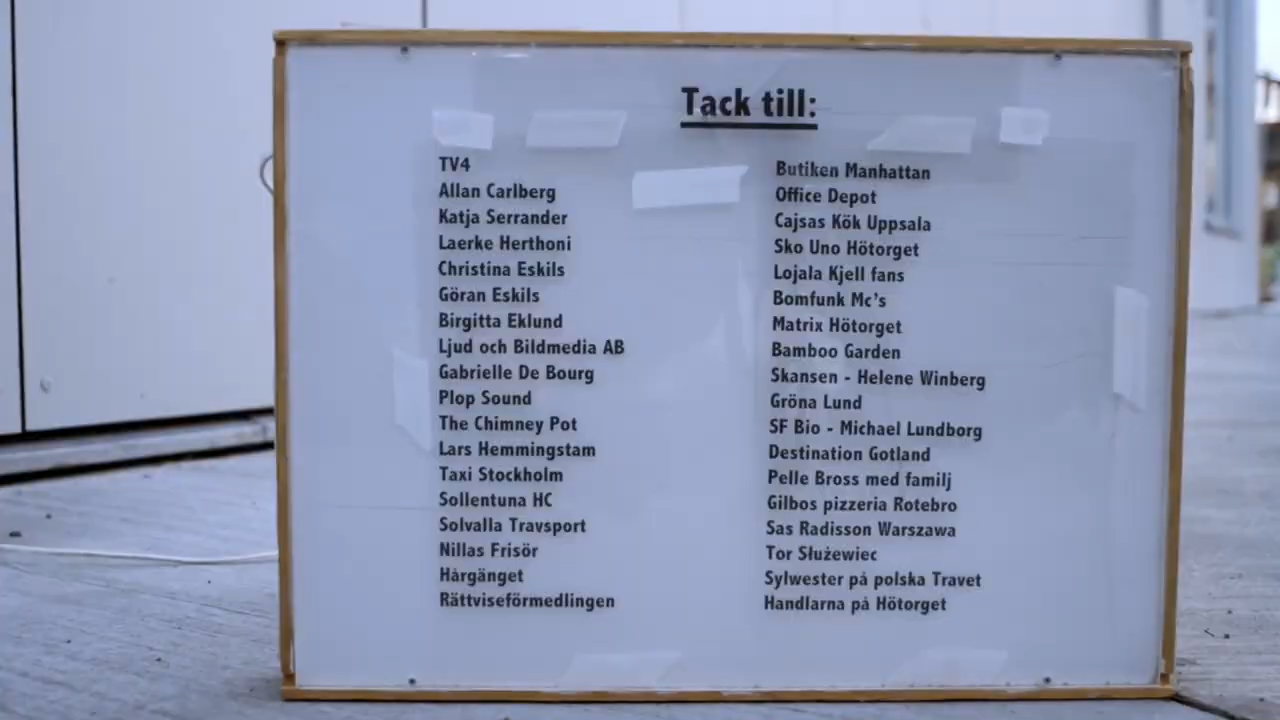 Tack till:
TV4
Allan Carlberg
Katja Serrander
Laerke Herthoni
Christina Eskils
Göran Eskils
Birgitta Eklund
Ljud och Bildmedia AB
Gabrielle De Bourg
Plop Sound
The Chimney Pot
Lars Hemmingstam
Taxi Stockholm
Sollentuna HC
Solvalla Travsport
Nillas Frisör
Hårgänget
Rättviseförmedlingen
Butiken Manhattan
Office Depot
Cajsas Kök Uppsala
Sko Uno Hötorget
Lojala Kjell fans
Bomfunk Mc's
Matrix Hötorget
Bamboo Garden
Skansen - Helene Winberg
Gröna Lund
SF Bio - Michael Lundborg
Destination Gotland
Pelle Bross med familj
Gilbos pizzeria Rotebro
Sas Radisson Warszawa
Tor Służewiec
Sylwester på polska Travet
Handlarna på Hötorget